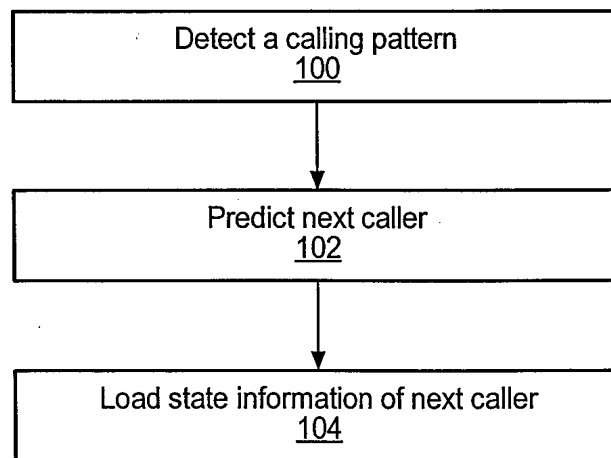 Detect a calling pattern
100
Predict next caller
102
Load state information of next caller
104